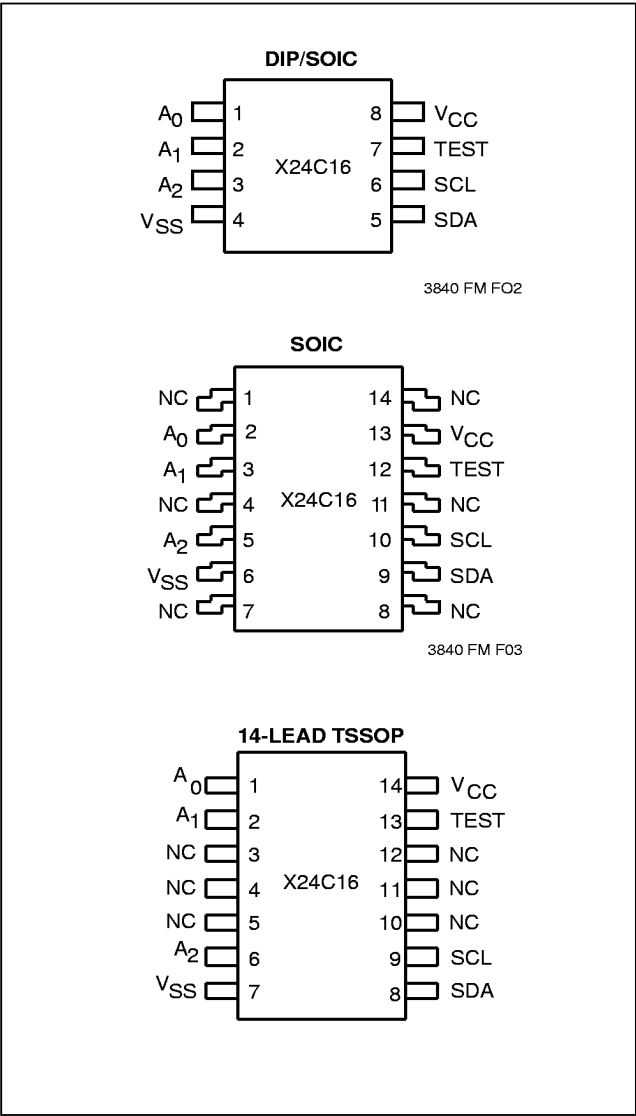 DIP/SOIC
A0 1 8 VCC
A1 2 7 TEST
X24C16
A2 3 6 SCL
VSS 4 5 SDA
3840 FM FO2
SOIC
NC 1 14 NC
A0 2 13 VCC
A1 3 12 TEST
NC 4 X24C16 11 NC
A2 5 10 SCL
VSS 6 9 SDA
NC 7 8 NC
3840 FM F03
14-LEAD TSSOP
A0 1 14 VCC
A1 2 13 TEST
NC 3 12 NC
NC 4 X24C16 11 NC
NC 5 10 NC
A2 6 9 SCL
VSS 7 8 SDA